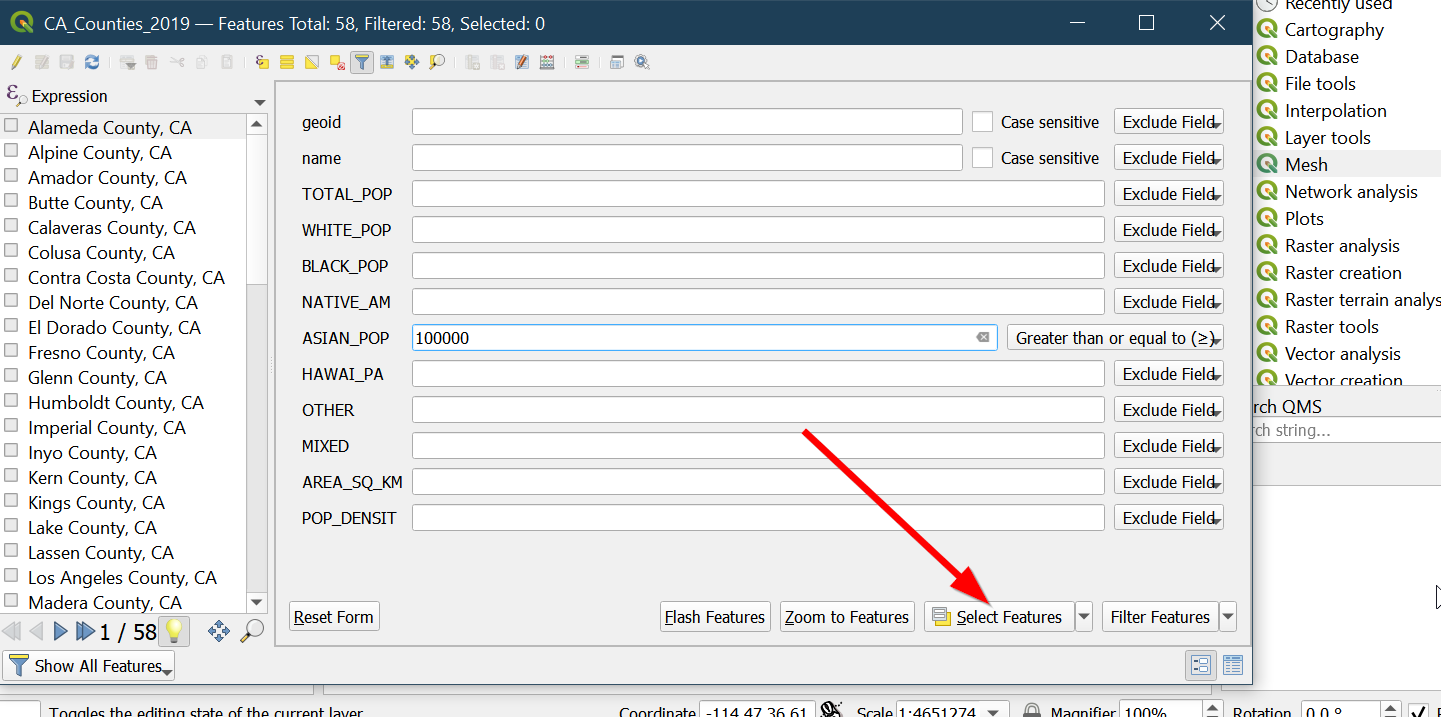 CA_Counties_2019 — Features Total: 58, Filtered: 58, Selected: 0
Expression
Alameda County, CA
Alpine County, CA
Amador County, CA
Butte County, CA
Calaveras County, CA
Colusa County, CA
Contra Costa County, CA
Del Norte County, CA
El Dorado County, CA
Fresno County, CA
Glenn County, CA
Humboldt County, CA
Imperial County, CA
Inyo County, CA
Kern County, CA
Kings County, CA
Lake County, CA
Lassen County, CA
Los Angeles County, CA
Madera County, CA
1 / 58
Show All Features
geoid Case sensitive Exclude Field
name Case sensitive Exclude Field
TOTAL_POP Exclude Field
WHITE_POP Exclude Field
BLACK_POP Exclude Field
NATIVE_AM Exclude Field
ASIAN_POP 100000 Greater than or equal to (≥)
HAWAI_PA Exclude Field
OTHER Exclude Field
MIXED Exclude Field
AREA_SQ_KM Exclude Field
POP_DENSIT Exclude Field
Reset Form Flash Features Zoom to Features Select Features Filter Features
Recently used
Cartography
Database
File tools
Interpolation
Layer tools
Mesh
Network analysis
Plots
Raster analysis
Raster creation
Raster terrain analys
Raster tools
Vector analysis
Vector creation
rch QMS
ch string...
Toggles the editing state of the current layer Coordinate -114.47,36.61 Scale 1:4651274 Magnifier 100% Rotation 0.0 °